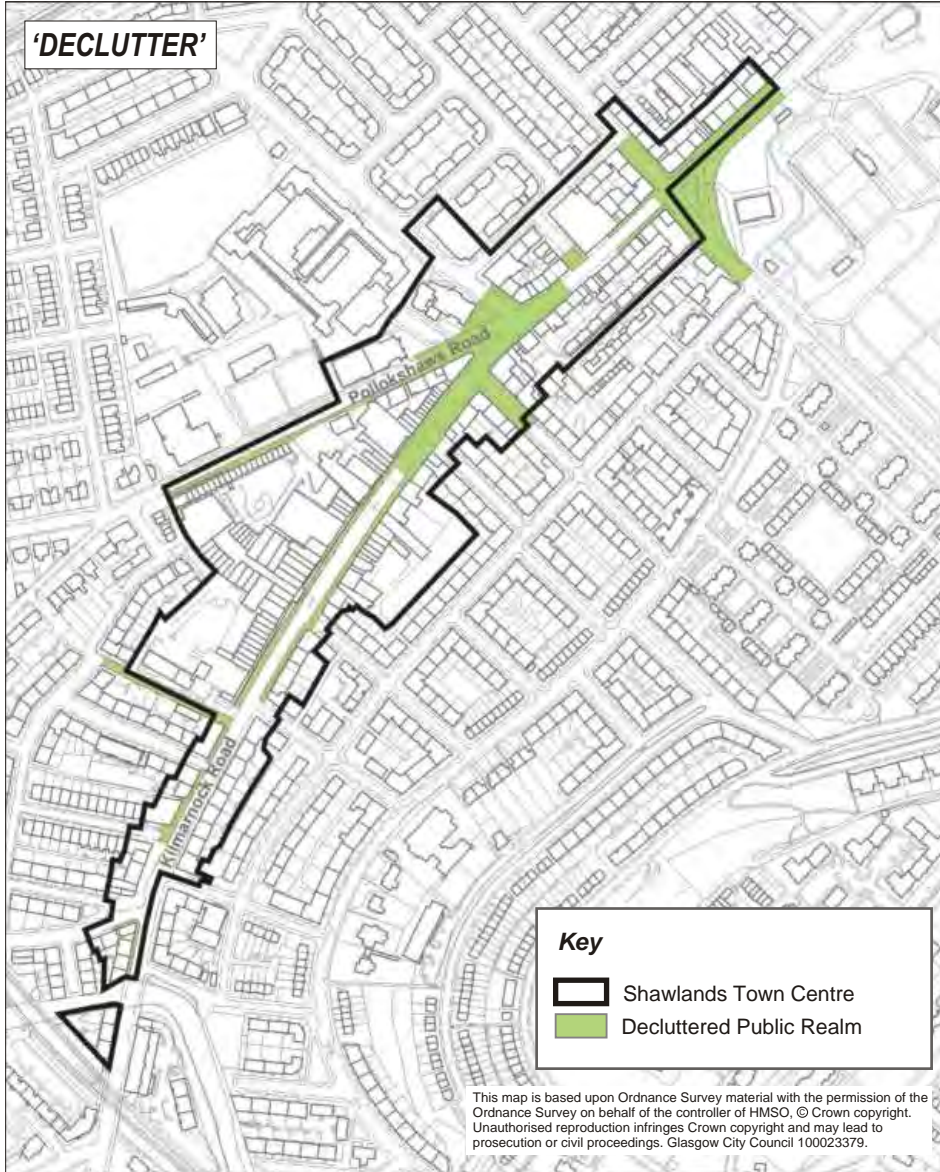 'DECLUTTER'
Pollokshaws Road
Kilmarnock Road
Key
Shawlands Town Centre
Decluttered Public Realm
This map is based upon Ordnance Survey material with the permission of the
Ordnance Survey on behalf of the controller of HMSO, © Crown copyright.
Unauthorised reproduction infringes Crown copyright and may lead to
prosecution or civil proceedings. Glasgow City Council 100023379.